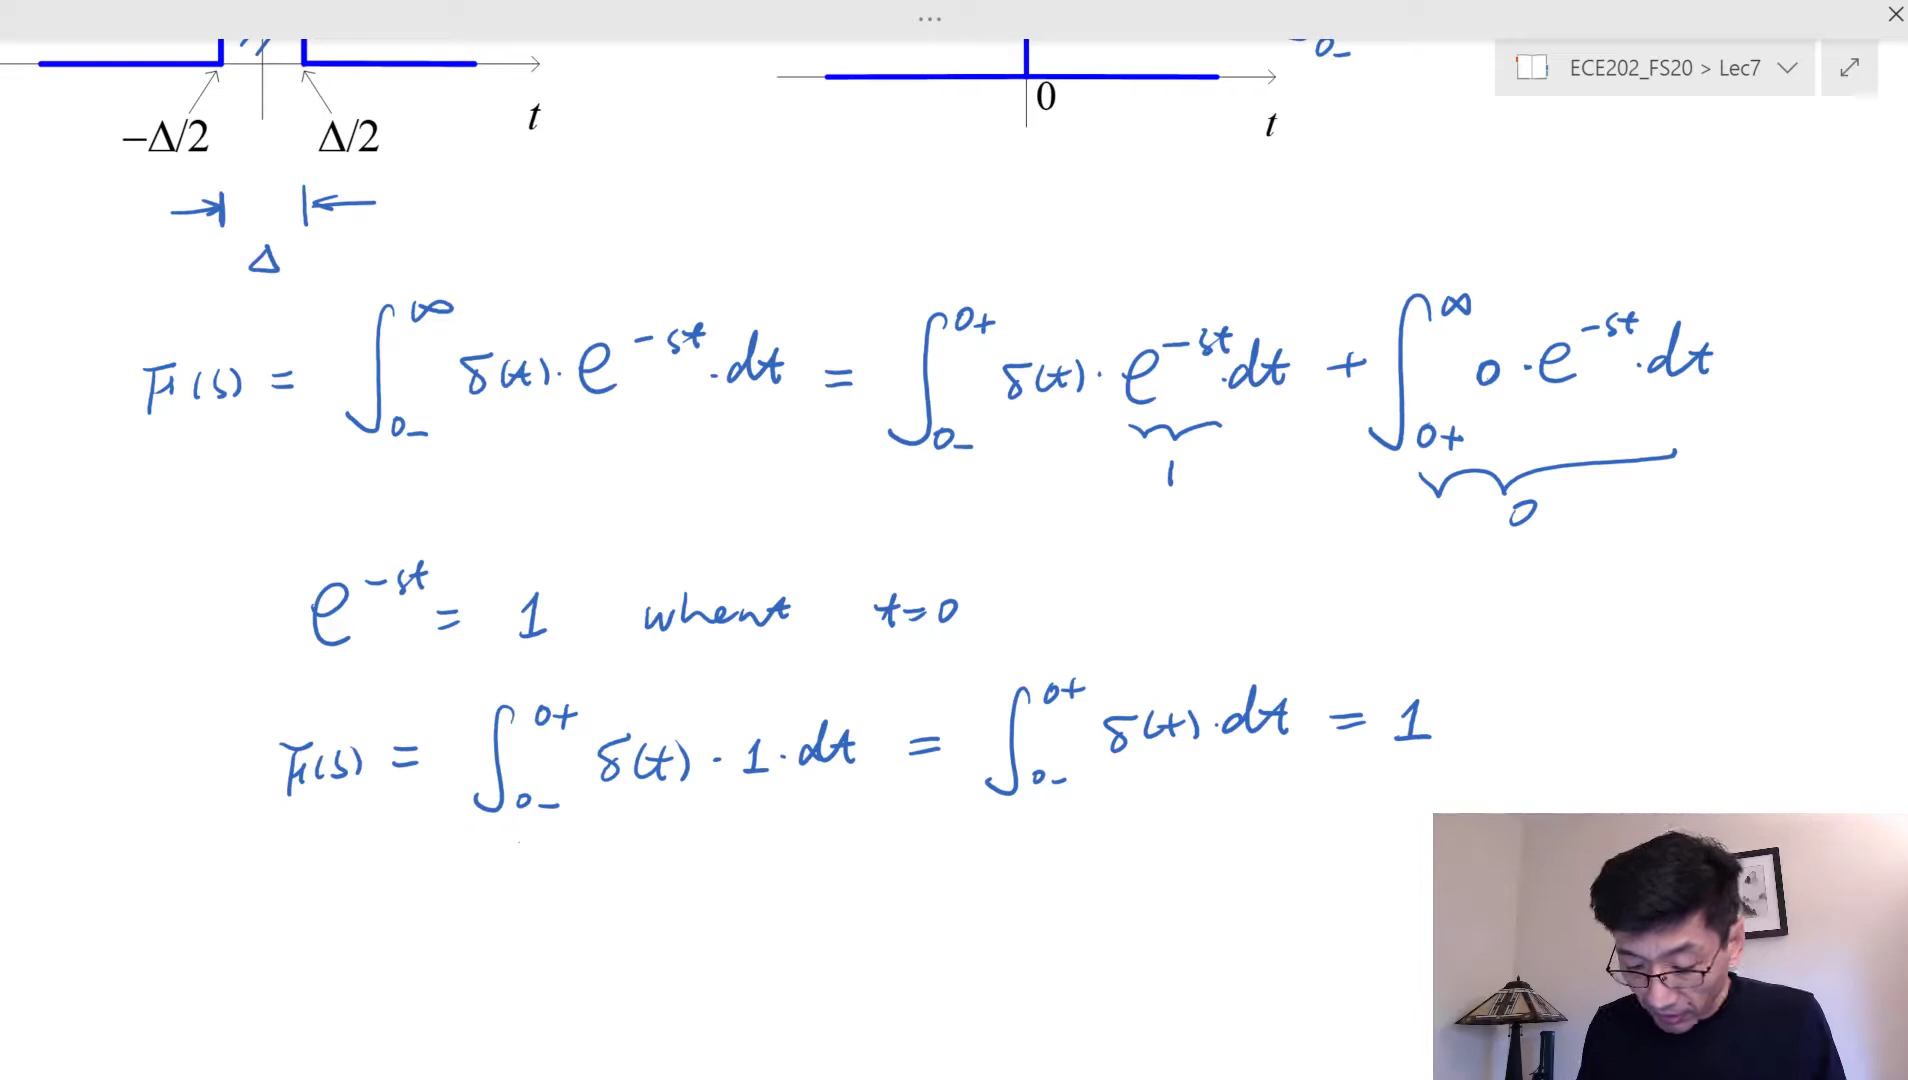 ...
0-
ECE202_FS20 > Lec7
0
t
t
−Δ/2
Δ/2
Δ
F(s) = ∫_{0-}^{∞} δ(t) · e^{-st} · dt = ∫_{0-}^{0+} δ(t) · e^{-st} · dt + ∫_{0+}^{∞} 0 · e^{-st} · dt
1
0
e^{-st} = 1 whent t=0
F(s) = ∫_{0-}^{0+} δ(t) · 1 · dt = ∫_{0-}^{0+} δ(t) · dt = 1